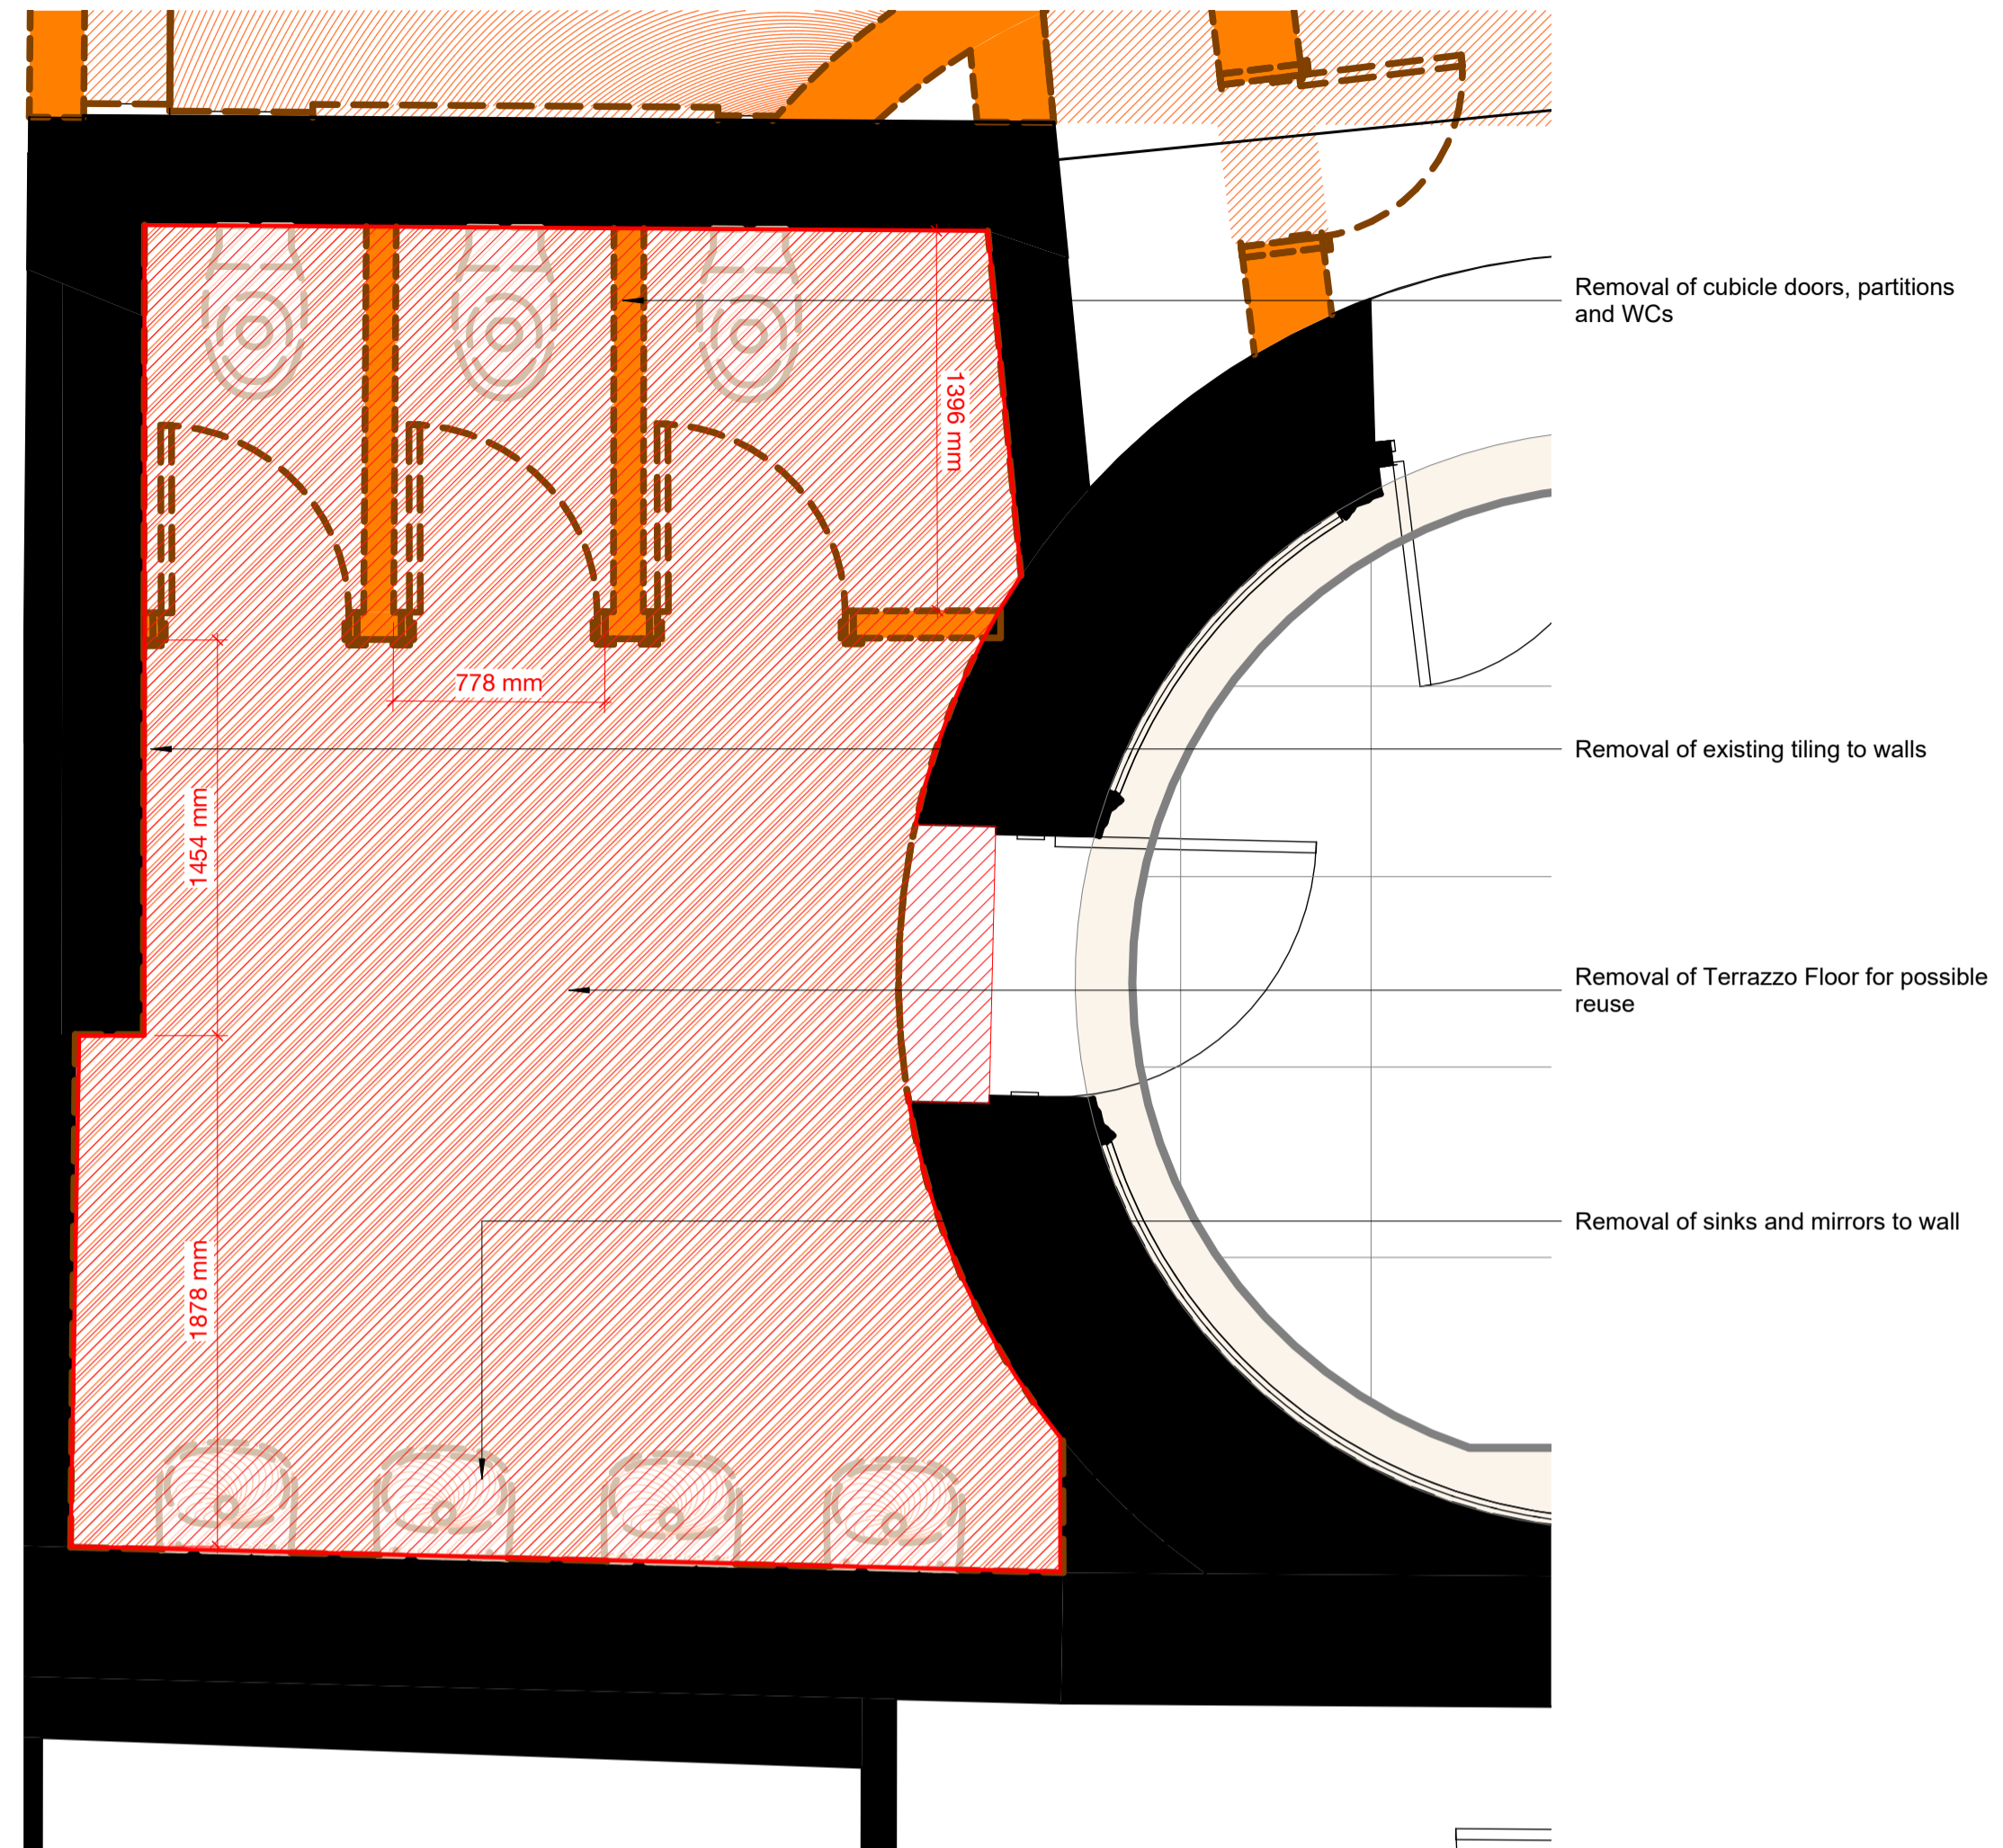 Removal of cubicle doors, partitions
and WCs
1396 mm
778 mm
Removal of existing tiling to walls
1454 mm
Removal of Terrazzo Floor for possible
reuse
Removal of sinks and mirrors to wall
1878 mm